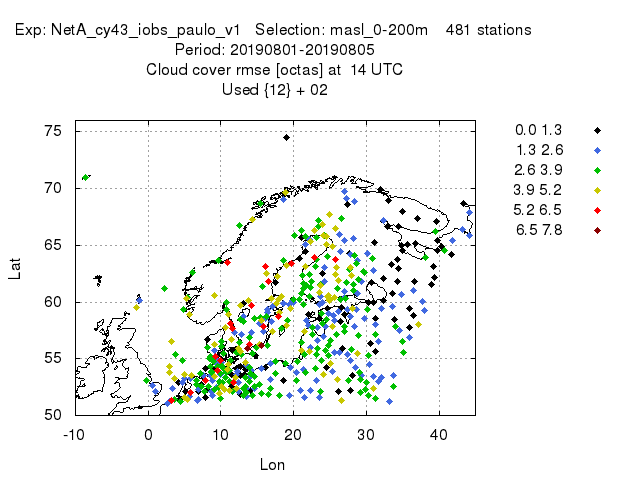 Exp: NetA_cy43_iobs_paulo_v1 Selection: masl_0-200m 481 stations
Period: 20190801-20190805
Cloud cover rmse [octas] at 14 UTC
Used {12} + 02
75
70
65
60
55
50
-10 0 10 20 30 40
Lat
Lon
0.0 1.3
1.3 2.6
2.6 3.9
3.9 5.2
5.2 6.5
6.5 7.8